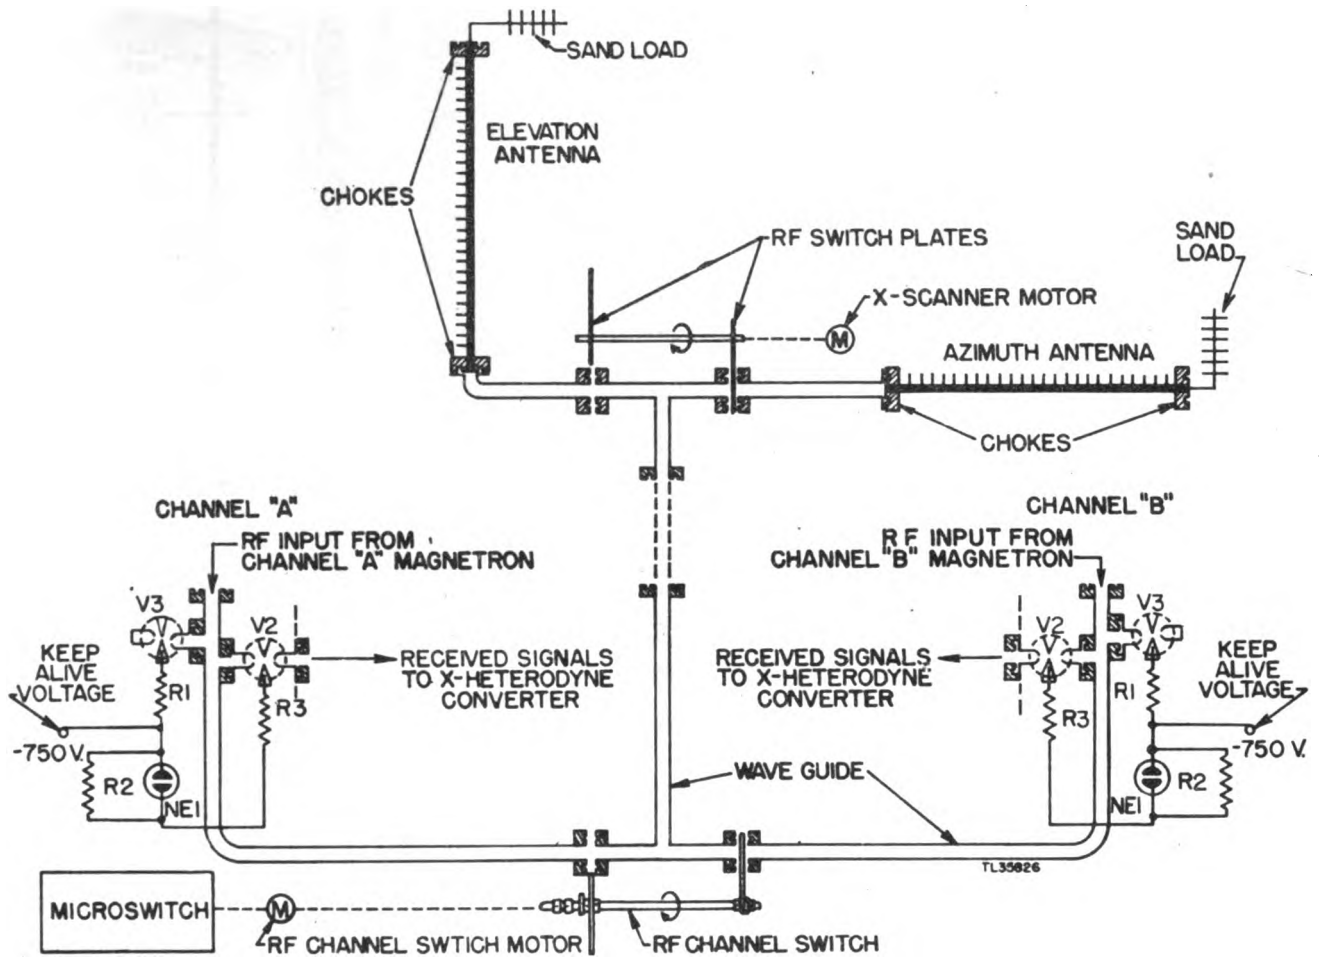 SAND LOAD
ELEVATION
ANTENNA
CHOKES
RF SWITCH PLATES
SAND
LOAD
X-SCANNER MOTOR
M
AZIMUTH ANTENNA
CHOKES
CHANNEL "A"
RF INPUT FROM
CHANNEL "A" MAGNETRON
CHANNEL "B"
RF INPUT FROM
CHANNEL "B" MAGNETRON
V3
V2
KEEP
ALIVE
VOLTAGE
R1
R3
-750 V.
R2
NE1
RECEIVED SIGNALS
TO X-HETERODYNE
CONVERTER
RECEIVED SIGNALS
TO X-HETERODYNE
CONVERTER
V2
V3
KEEP
ALIVE
VOLTAGE
R1
R3
-750 V.
R2
NE1
WAVE GUIDE
TL35826
MICROSWITCH
M
RF CHANNEL SWTICH MOTOR
RF CHANNEL SWITCH